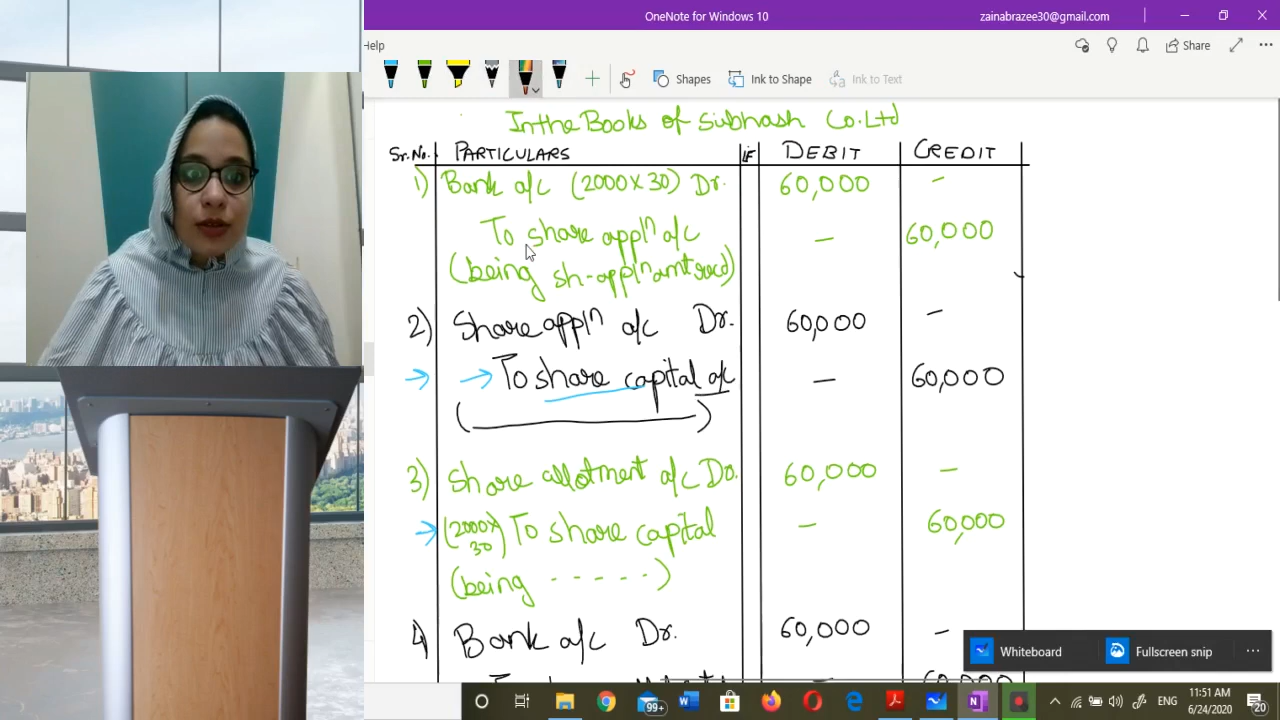 OneNote for Windows 10
zainabrazee30@gmail.com
Help
Share
Shapes
Ink to Shape
Ink to Text
In the Books of Subhash Co. Ltd
Sr. No. PARTICULARS LF DEBIT CREDIT
1) Bank a/c (2000 x 30) Dr. 60,000 -
To share appln a/c - 60,000
(being sh-appln amt recd)
2) Share appln a/c Dr. 60,000 -
→ → To share capital a/c - 60,000
3) Share allotment a/c Dr. 60,000 -
→ (2000 x 30) To share capital - 60,000
(being ......)
4) Bank a/c Dr. 60,000 -
60,000
Whiteboard
Fullscreen snip
99+
ENG
11:51 AM
6/24/2020
20